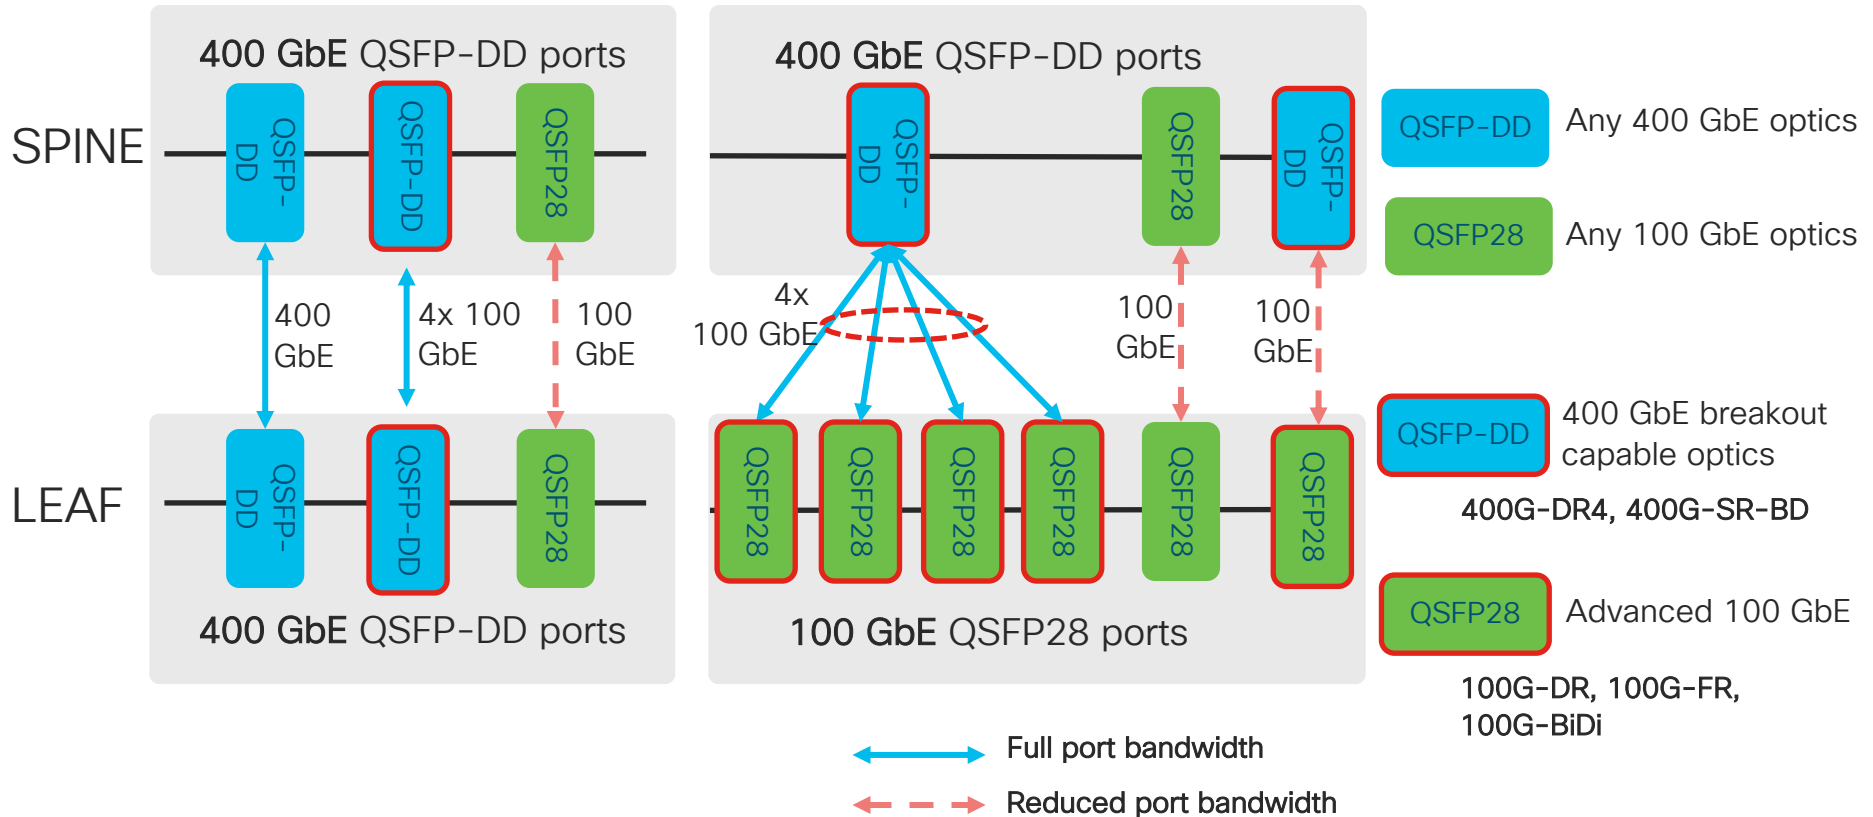 400 GbE QSFP-DD ports
400 GbE QSFP-DD ports
SPINE
QSFP-
DD
QSFP-DD
QSFP28
QSFP-
DD
QSFP28
QSFP-
DD
QSFP-DD
Any 400 GbE optics
QSFP28
Any 100 GbE optics
400
GbE
4x 100
GbE
100
GbE
4x
100 GbE
100
GbE
100
GbE
LEAF
QSFP-
DD
QSFP-DD
QSFP28
QSFP28
QSFP28
QSFP28
QSFP28
QSFP28
QSFP28
400 GbE QSFP-DD ports
100 GbE QSFP28 ports
QSFP-DD
400 GbE breakout
capable optics
400G-DR4, 400G-SR-BD
QSFP28
Advanced 100 GbE
100G-DR, 100G-FR,
100G-BiDi
Full port bandwidth
Reduced port bandwidth